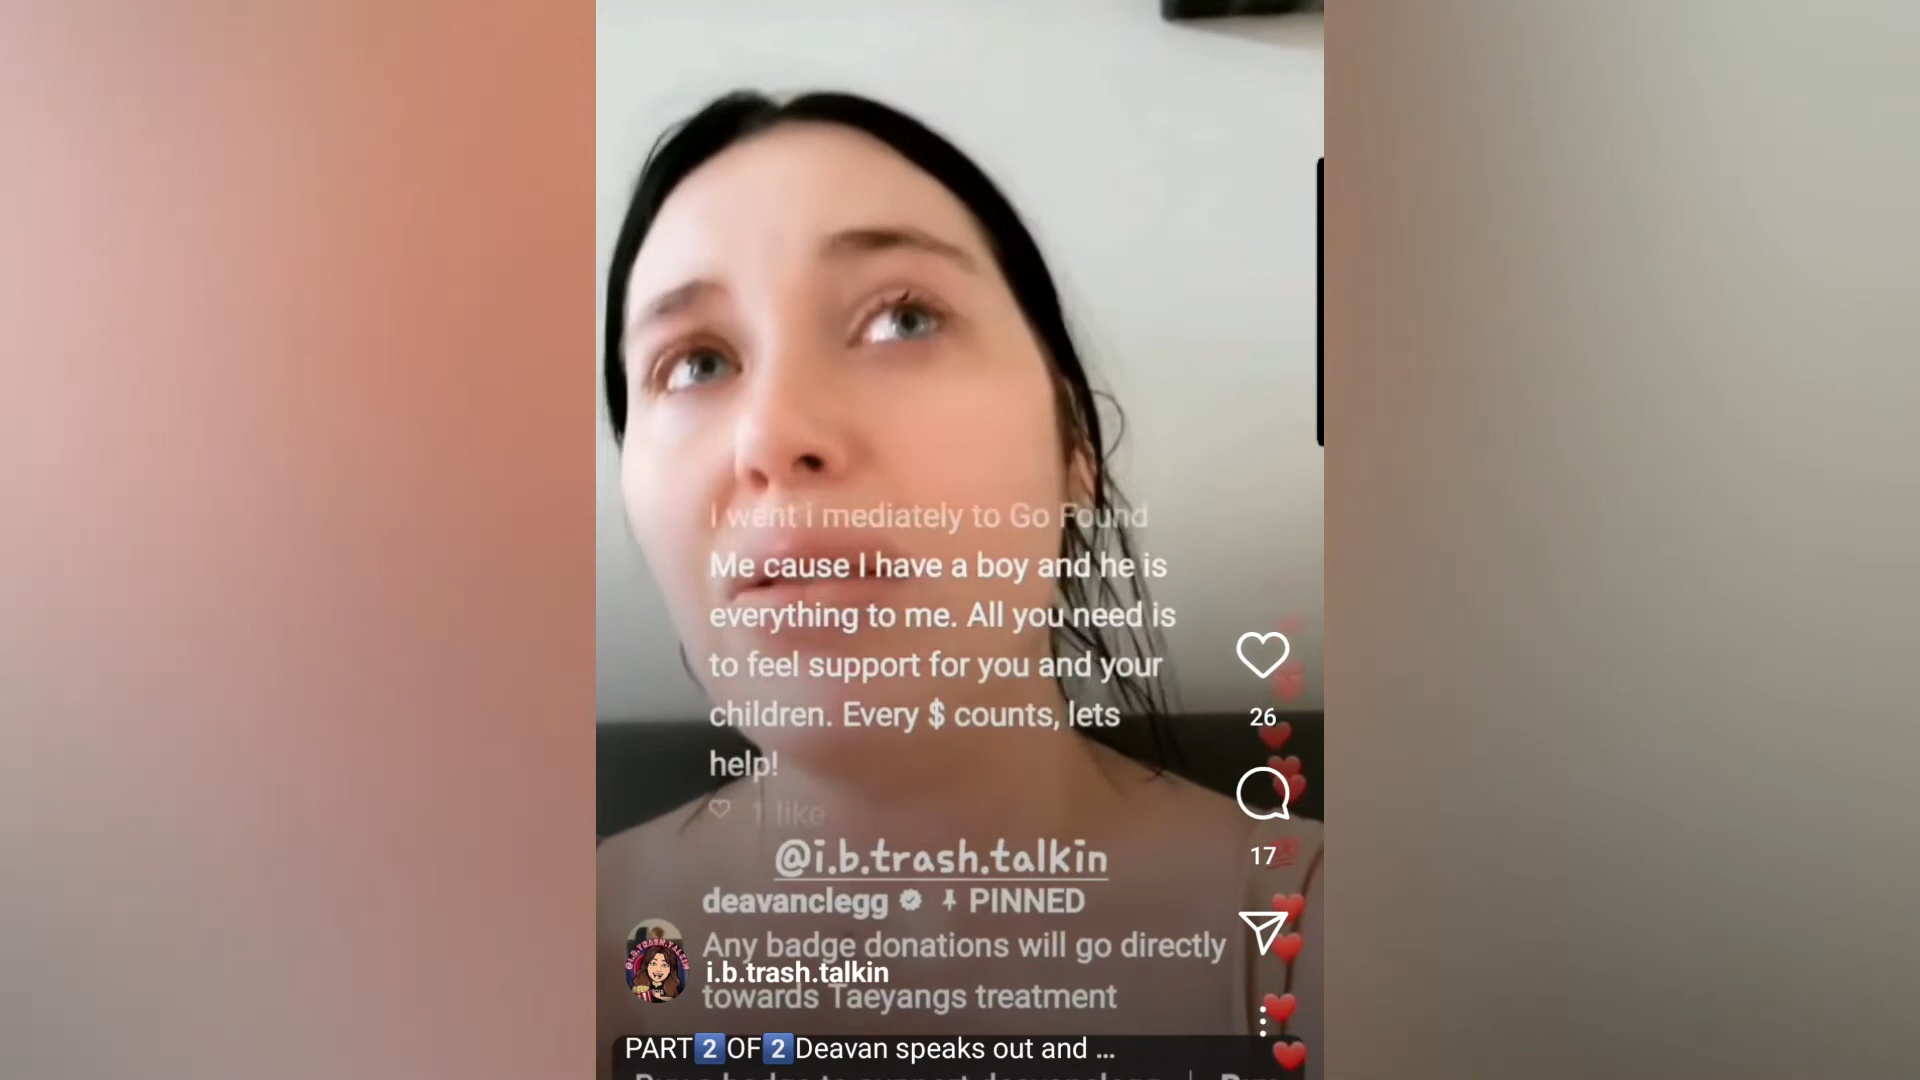 I went i mediately to Go Found
Me cause I have a boy and he is
everything to me. All you need is
to feel support for you and your
children. Every $ counts, lets
help!
1 like
@i.b.trash.talkin
deavanclegg PINNED
Any badge donations will go directly
i.b.trash.talkin
towards Taeyangs treatment
PART 2 OF 2 Deavan speaks out and ...
26
17